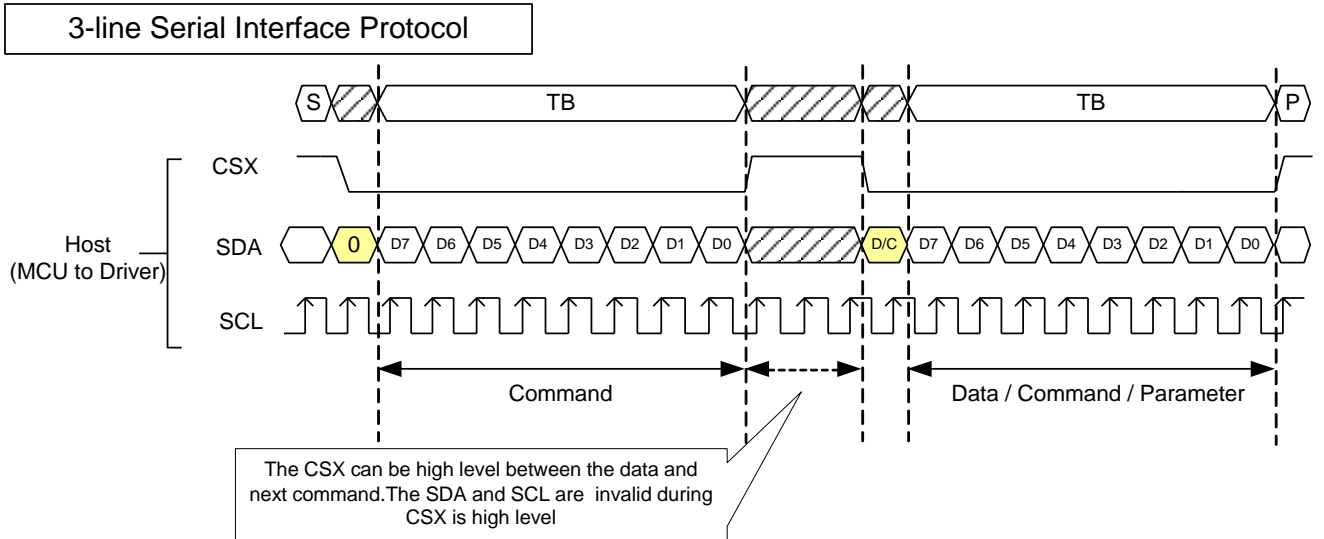 3-line Serial Interface Protocol
S TB TB P
CSX
Host
(MCU to Driver)
SDA 0 D7 D6 D5 D4 D3 D2 D1 D0 D/C D7 D6 D5 D4 D3 D2 D1 D0
SCL
Command Data / Command / Parameter
The CSX can be high level between the data and
next command.The SDA and SCL are invalid during
CSX is high level